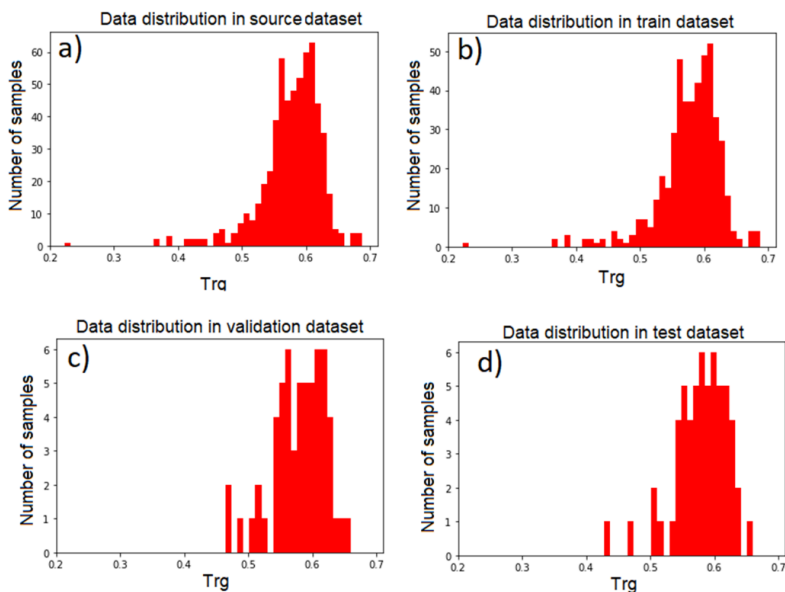 Data distribution in source dataset
a)
Number of samples
60
50
40
30
20
10
0
0.2 0.3 0.4 0.5 0.6 0.7
Trg
Data distribution in train dataset
b)
Number of samples
50
40
30
20
10
0
0.2 0.3 0.4 0.5 0.6 0.7
Trg
Data distribution in validation dataset
c)
Number of samples
6
5
4
3
2
1
0
0.2 0.3 0.4 0.5 0.6 0.7
Trg
Data distribution in test dataset
d)
Number of samples
6
5
4
3
2
1
0
0.2 0.3 0.4 0.5 0.6 0.7
Trg